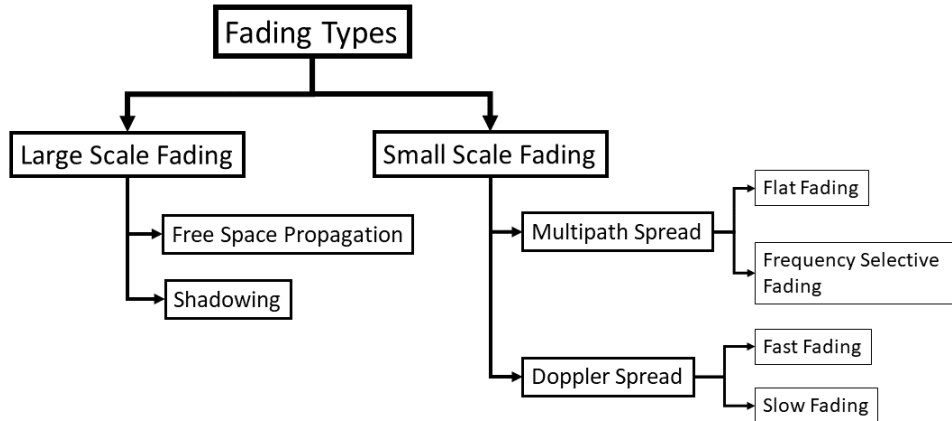 Fading Types
Large Scale Fading
Small Scale Fading
Free Space Propagation
Shadowing
Multipath Spread
Flat Fading
Frequency Selective
Fading
Doppler Spread
Fast Fading
Slow Fading